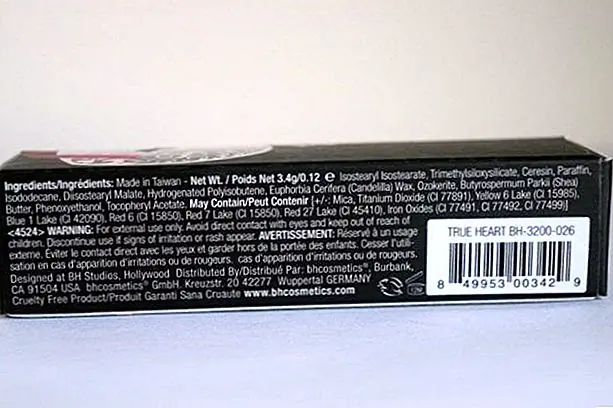 Ingredients/Ingrédients: Made in Taiwan - Net Wt. / Poids Net 3.4g/0.12 ℮ Isostearyl Isostearate, Trimethylsiloxysilicate, Ceresin, Paraffin,
Isododecane, Diisostearyl Malate, Hydrogenated Polyisobutene, Euphorbia Cerifera (Candelilla) Wax, Ozokerite, Butyrospermum Parkii (Shea)
Butter, Phenoxyethanol, Tocopheryl Acetate. May Contain/Peut Contenir [+/-: Mica, Titanium Dioxide (CI 77891), Yellow 6 Lake (CI 15985),
Blue 1 Lake (CI 42090), Red 6 (CI 15850), Red 7 Lake (CI 15850), Red 27 Lake (CI 45410), Iron Oxides (CI 77491, CI 77492, CI 77499)]
<4524> WARNING: For external use only. Avoid direct contact with eyes and keep out of reach of
children. Discontinue use if signs of irritation or rash appear. AVERTISSEMENT: Réservé à un usage
externe. Éviter le contact direct avec les yeux et garder hors de la portée des enfants. Cesser l'utili-
sation en cas d'apparition d'irritations ou de rougeurs. cas d'apparition d'irritations ou de rougeurs.
Designed at BH Studios, Hollywood Distributed By/Distribué Par: bhcosmetics®, Burbank,
CA 91504 USA bhcosmetics® GmbH. Kreuzstr. 20 42277 Wuppertal GERMANY
Cruelty Free Product/Produit Garanti Sans Cruaute www.bhcosmetics.com
12M
TRUE HEART BH-3200-026
8 49953 00342 9